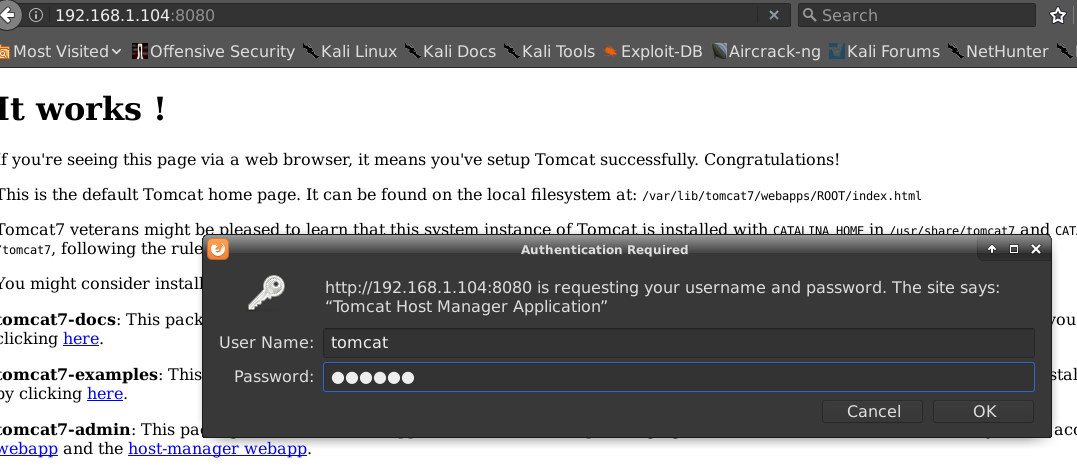 192.168.1.104:8080
Search
Most Visited Offensive Security Kali Linux Kali Docs Kali Tools Exploit-DB Aircrack-ng Kali Forums NetHunter
It works !
If you're seeing this page via a web browser, it means you've setup Tomcat successfully. Congratulations!
This is the default Tomcat home page. It can be found on the local filesystem at: /var/lib/tomcat7/webapps/ROOT/index.html
Tomcat7 veterans might be pleased to learn that this system instance of Tomcat is installed with CATALINA_HOME in /usr/share/tomcat7 and CAT
/tomcat7, following the rule
You might consider install
tomcat7-docs: This pack you
clicking here.
tomcat7-examples: This stal
by clicking here.
tomcat7-admin: This pac acc
webapp and the host-manager webapp.
Authentication Required
http://192.168.1.104:8080 is requesting your username and password. The site says:
“Tomcat Host Manager Application”
User Name: tomcat
Password: ●●●●●●
Cancel OK